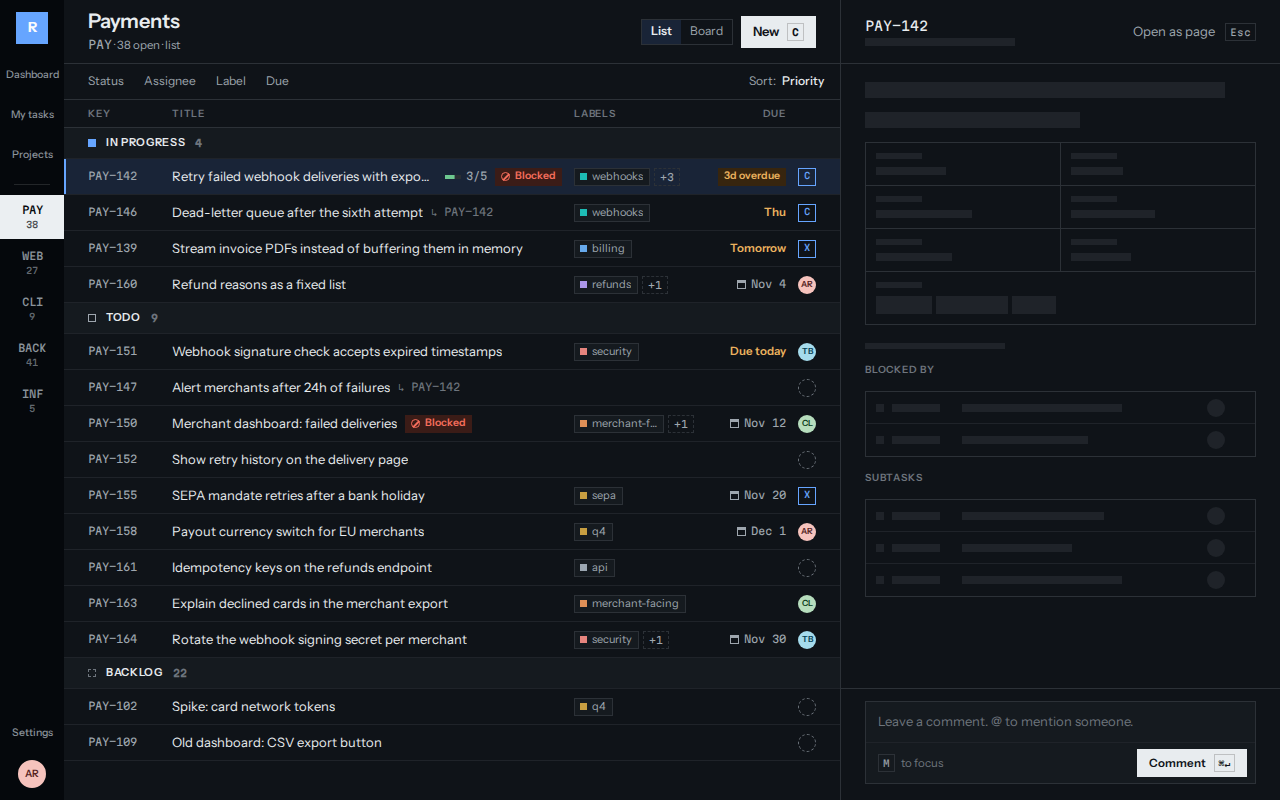 R
Dashboard
My tasks
Projects
PAY
38
WEB
27
CLI
9
BACK
41
INF
5
Settings
AR
Payments
PAY·38 open·list
List Board New C
Status Assignee Label Due Sort: Priority
KEY TITLE LABELS DUE
IN PROGRESS 4
PAY-142 Retry failed webhook deliveries with expo… 3/5 Blocked webhooks +3 3d overdue C
PAY-146 Dead-letter queue after the sixth attempt ↳ PAY-142 webhooks Thu C
PAY-139 Stream invoice PDFs instead of buffering them in memory billing Tomorrow X
PAY-160 Refund reasons as a fixed list refunds +1 Nov 4 AR
TODO 9
PAY-151 Webhook signature check accepts expired timestamps security Due today TB
PAY-147 Alert merchants after 24h of failures ↳ PAY-142
PAY-150 Merchant dashboard: failed deliveries Blocked merchant-f… +1 Nov 12 CL
PAY-152 Show retry history on the delivery page
PAY-155 SEPA mandate retries after a bank holiday sepa Nov 20 X
PAY-158 Payout currency switch for EU merchants q4 Dec 1 AR
PAY-161 Idempotency keys on the refunds endpoint api
PAY-163 Explain declined cards in the merchant export merchant-facing CL
PAY-164 Rotate the webhook signing secret per merchant security +1 Nov 30 TB
BACKLOG 22
PAY-102 Spike: card network tokens q4
PAY-109 Old dashboard: CSV export button
PAY-142 Open as page Esc
BLOCKED BY
SUBTASKS
Leave a comment. @ to mention someone.
M to focus Comment ⌘↵